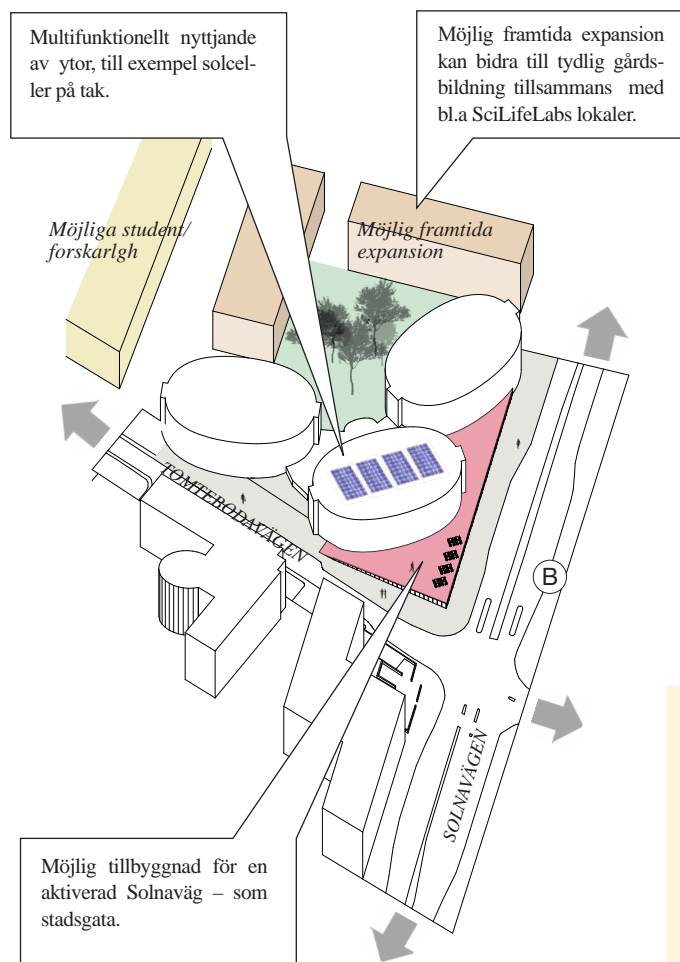 Multifunktionellt nyttjande
av ytor, till exempel solcel-
ler på tak.
Möjlig framtida expansion
kan bidra till tydlig gårds-
bildning tillsammans med
bl.a SciLifeLabs lokaler.
Möjliga student/
forskarlgh
Möjlig framtida
expansion
TOMTEBODAVÄGEN
B
SOLNAVÄGEN
Möjlig tillbyggnad för en
aktiverad Solnaväg – som
stadsgata.